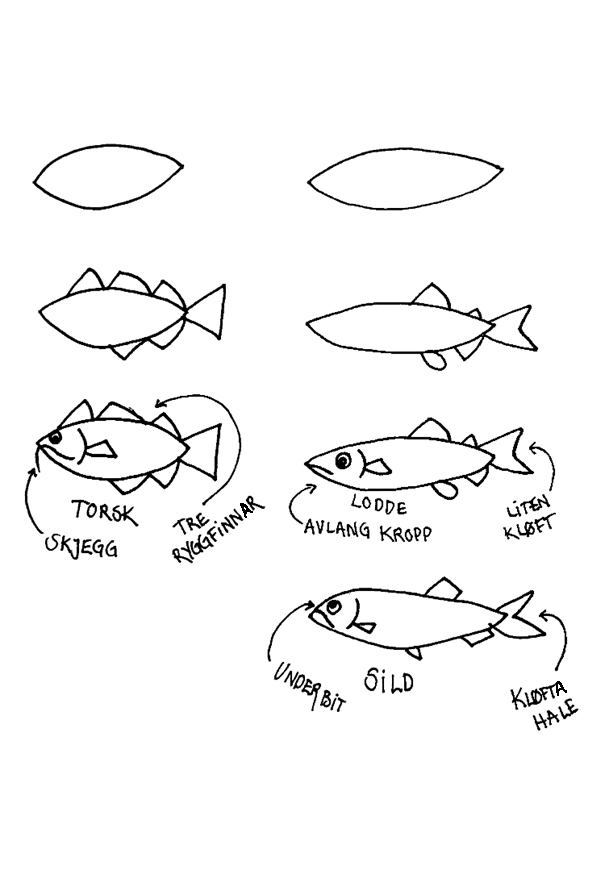 TORSK
SKJEGG
TRE
RYGGFINNAR
LODDE
AVLANG KROPP
LITEN
KLØFT
UNDERBIT
SILD
KLØFTA
HALE